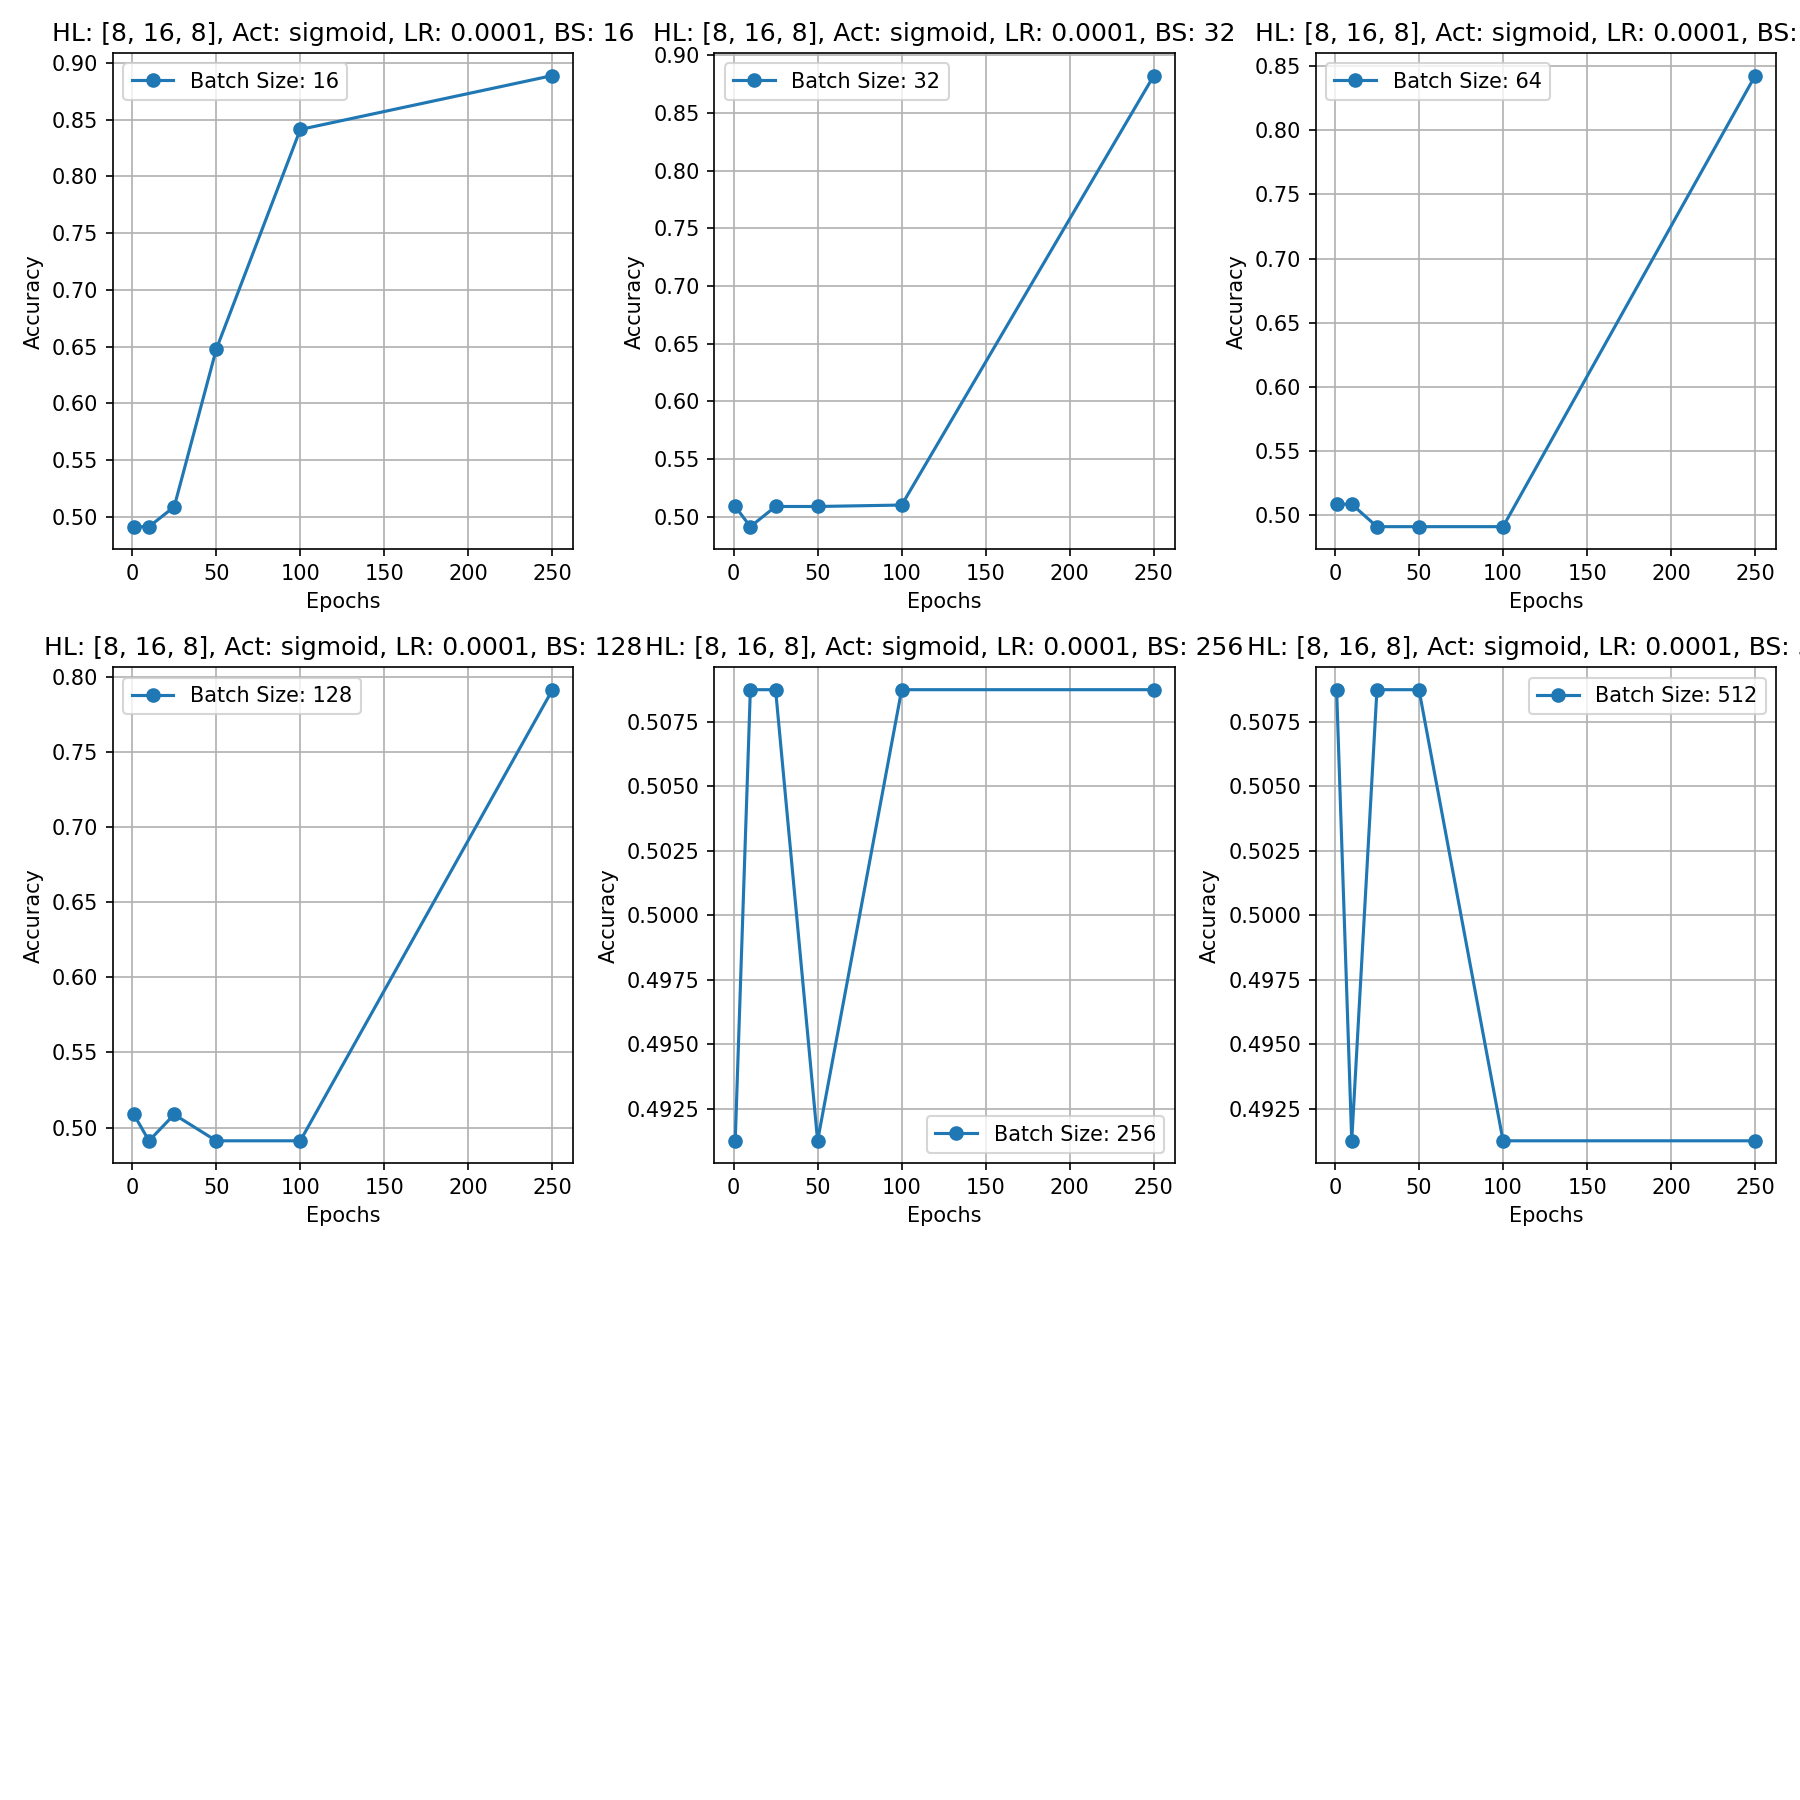 HL: [8, 16, 8], Act: sigmoid, LR: 0.0001, BS: 16
Batch Size: 16
Accuracy
0.90
0.85
0.80
0.75
0.70
0.65
0.60
0.55
0.50
0 50 100 150 200 250
Epochs
HL: [8, 16, 8], Act: sigmoid, LR: 0.0001, BS: 32
Batch Size: 32
Accuracy
0.90
0.85
0.80
0.75
0.70
0.65
0.60
0.55
0.50
0 50 100 150 200 250
Epochs
HL: [8, 16, 8], Act: sigmoid, LR: 0.0001, BS:
Batch Size: 64
Accuracy
0.85
0.80
0.75
0.70
0.65
0.60
0.55
0.50
0 50 100 150 200 250
Epochs
HL: [8, 16, 8], Act: sigmoid, LR: 0.0001, BS: 128
Batch Size: 128
Accuracy
0.80
0.75
0.70
0.65
0.60
0.55
0.50
0 50 100 150 200 250
Epochs
HL: [8, 16, 8], Act: sigmoid, LR: 0.0001, BS: 256
Batch Size: 256
Accuracy
0.5075
0.5050
0.5025
0.5000
0.4975
0.4950
0.4925
0 50 100 150 200 250
Epochs
HL: [8, 16, 8], Act: sigmoid, LR: 0.0001, BS:
Batch Size: 512
Accuracy
0.5075
0.5050
0.5025
0.5000
0.4975
0.4950
0.4925
0 50 100 150 200 250
Epochs